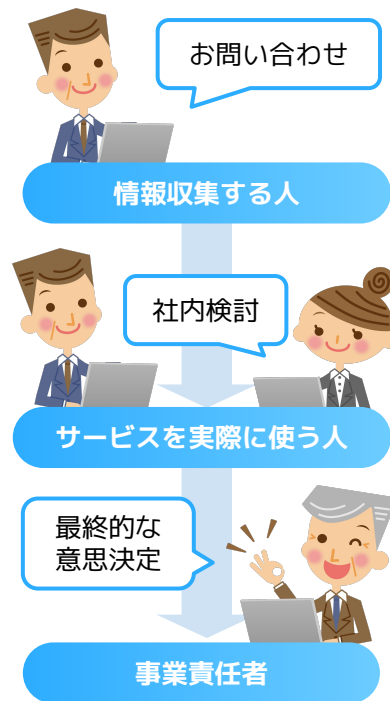 お問い合わせ
情報収集する人
社内検討
サービスを実際に使う人
最終的な
意思決定
事業責任者